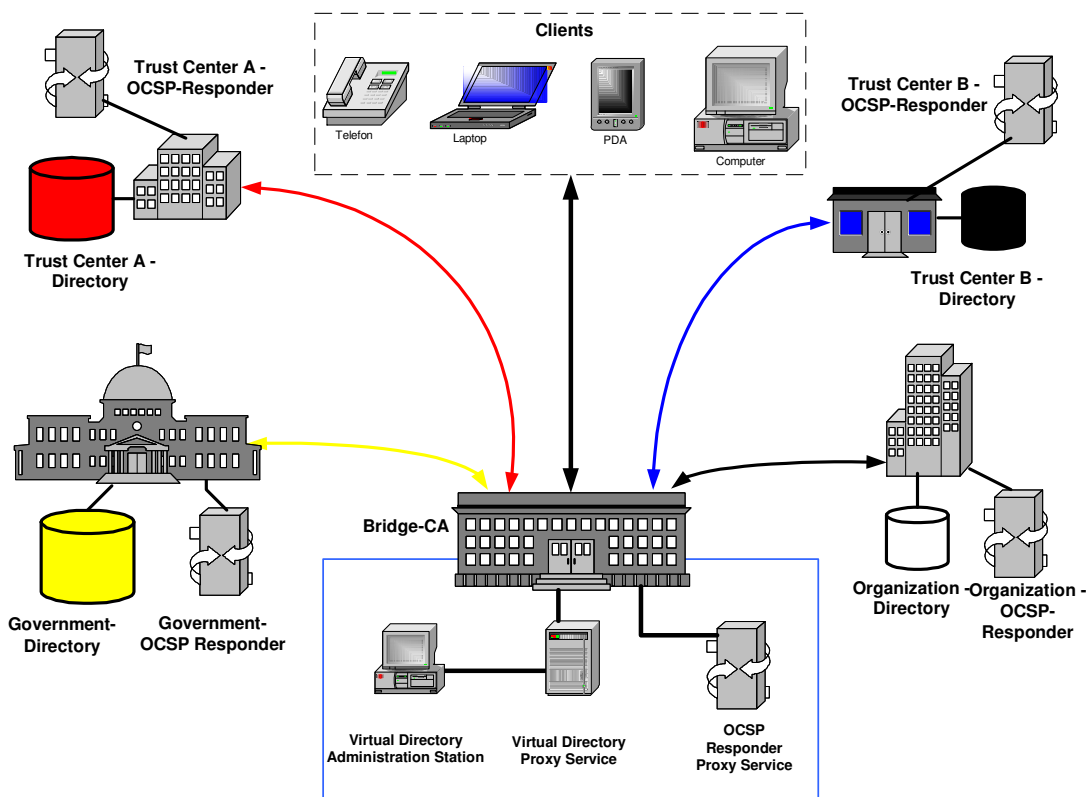 Clients
Trust Center A -
OCSP-Responder
Telefon
Laptop
PDA
Computer
Trust Center B -
OCSP-Responder
Trust Center A -
Directory
Trust Center B -
Directory
Bridge-CA
Government-
Directory
Government-
OCSP Responder
Organization -
Directory
Organization -
OCSP-
Responder
Virtual Directory
Administration Station
Virtual Directory
Proxy Service
OCSP
Responder
Proxy Service